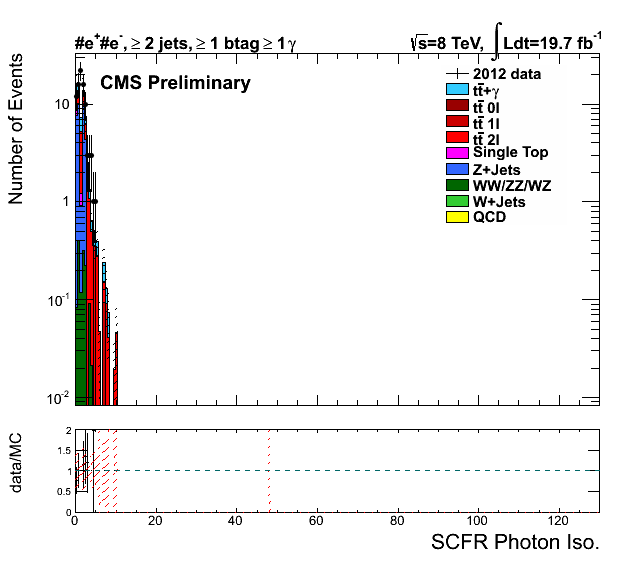 #e+#e-, ≥ 2 jets, ≥ 1 btag ≥ 1 γ
√s=8 TeV, ∫Ldt=19.7 fb-1
CMS Preliminary
2012 data
tt̄+γ
tt̄ 0l
tt̄ 1l
tt̄ 2l
Single Top
Z+Jets
WW/ZZ/WZ
W+Jets
QCD
Number of Events
10
1
10-1
10-2
data/MC
2
1.5
1
0.5
0
0 20 40 60 80 100 120
SCFR Photon Iso.